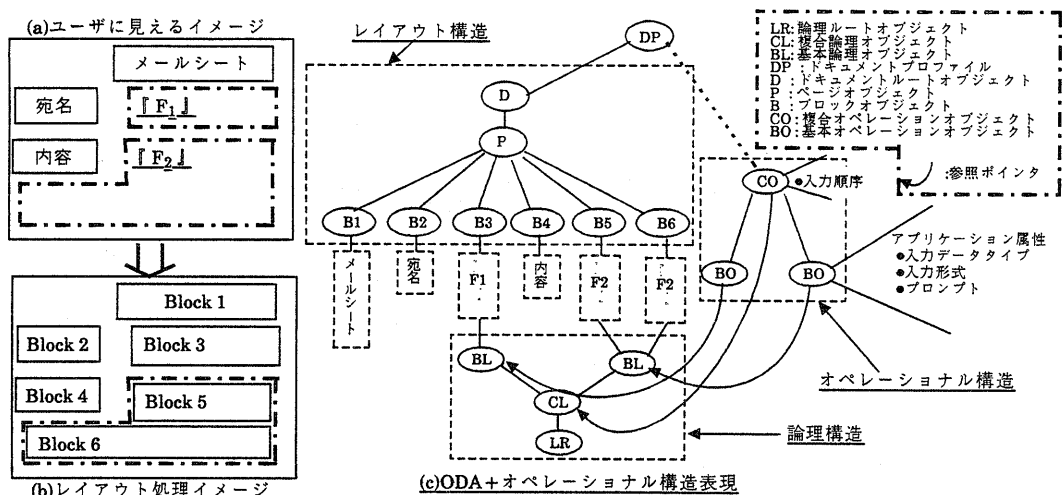 (a)ユーザに見えるイメージ
メールシート
宛名
『 F1 』
内容
『 F2 』
Block 1
Block 2
Block 3
Block 4
Block 5
Block 6
(b)レイアウト処理イメージ
レイアウト構造
DP
D
P
B1
B2
B3
B4
B5
B6
メールシート
宛名
F1
内容
F2
F2
BL
BL
CL
LR
論理構造
(c)ODA+オペレーショナル構造表現
LR:論理ルートオブジェクト
CL:複合論理オブジェクト
BL:基本論理オブジェクト
DP:ドキュメントプロファイル
D:ドキュメントルートオブジェクト
P:ページオブジェクト
B:ブロックオブジェクト
CO:複合オペレーションオブジェクト
BO:基本オペレーションオブジェクト
:参照ポインタ
CO
●入力順序
BO
BO
アプリケーション属性
●入力データタイプ
●入力形式
●プロンプト
オペレーショナル構造